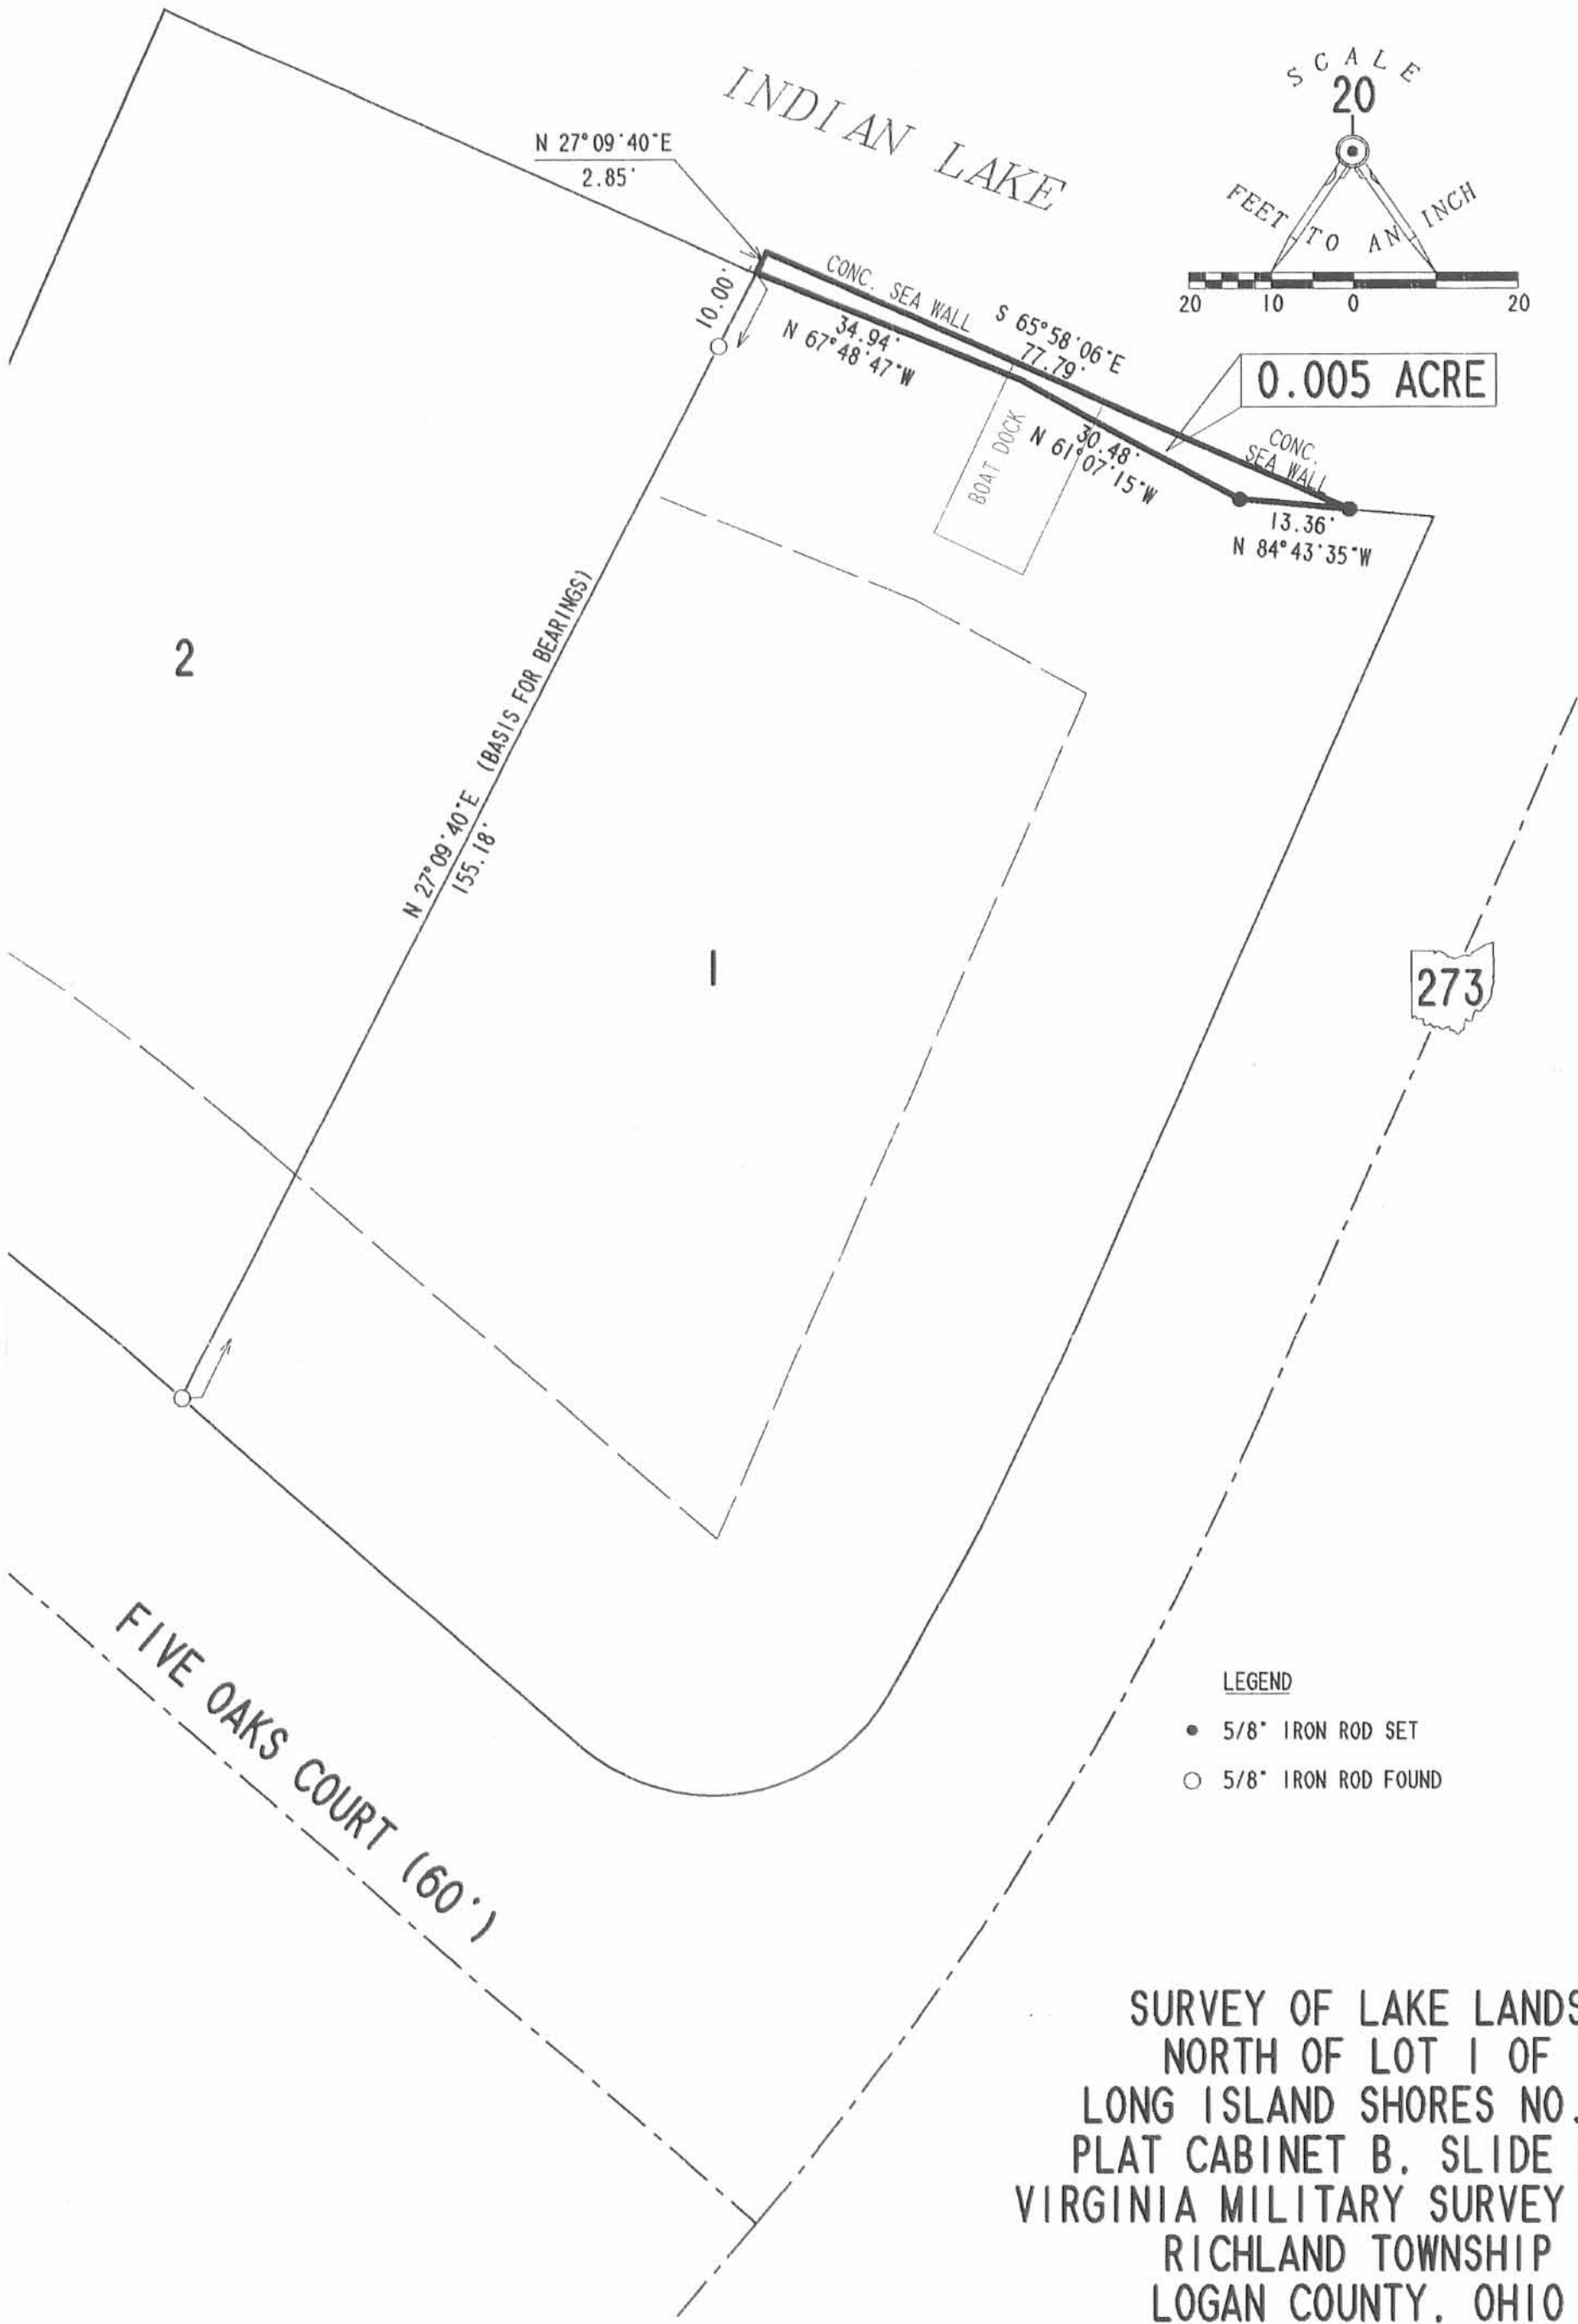 INDIAN LAKE
SCALE
20
FEET TO AN INCH
20 10 0 20
N 27°09'40"E
2.85'
10.00'
CONC. SEA WALL
S 65°58'06"E
77.79'
34.94'
N 67°48'47"W
0.005 ACRE
BOAT DOCK
30.48'
N 61°07'15"W
CONC.
SEA WALL
13.36'
N 84°43'35"W
2
N 27°09'40"E (BASIS FOR BEARINGS)
155.18'
1
273
FIVE OAKS COURT (60')
LEGEND
5/8" IRON ROD SET
5/8" IRON ROD FOUND
SURVEY OF LAKE LANDS
NORTH OF LOT 1 OF
LONG ISLAND SHORES NO.
PLAT CABINET B, SLIDE
VIRGINIA MILITARY SURVEY
RICHLAND TOWNSHIP
LOGAN COUNTY, OHIO